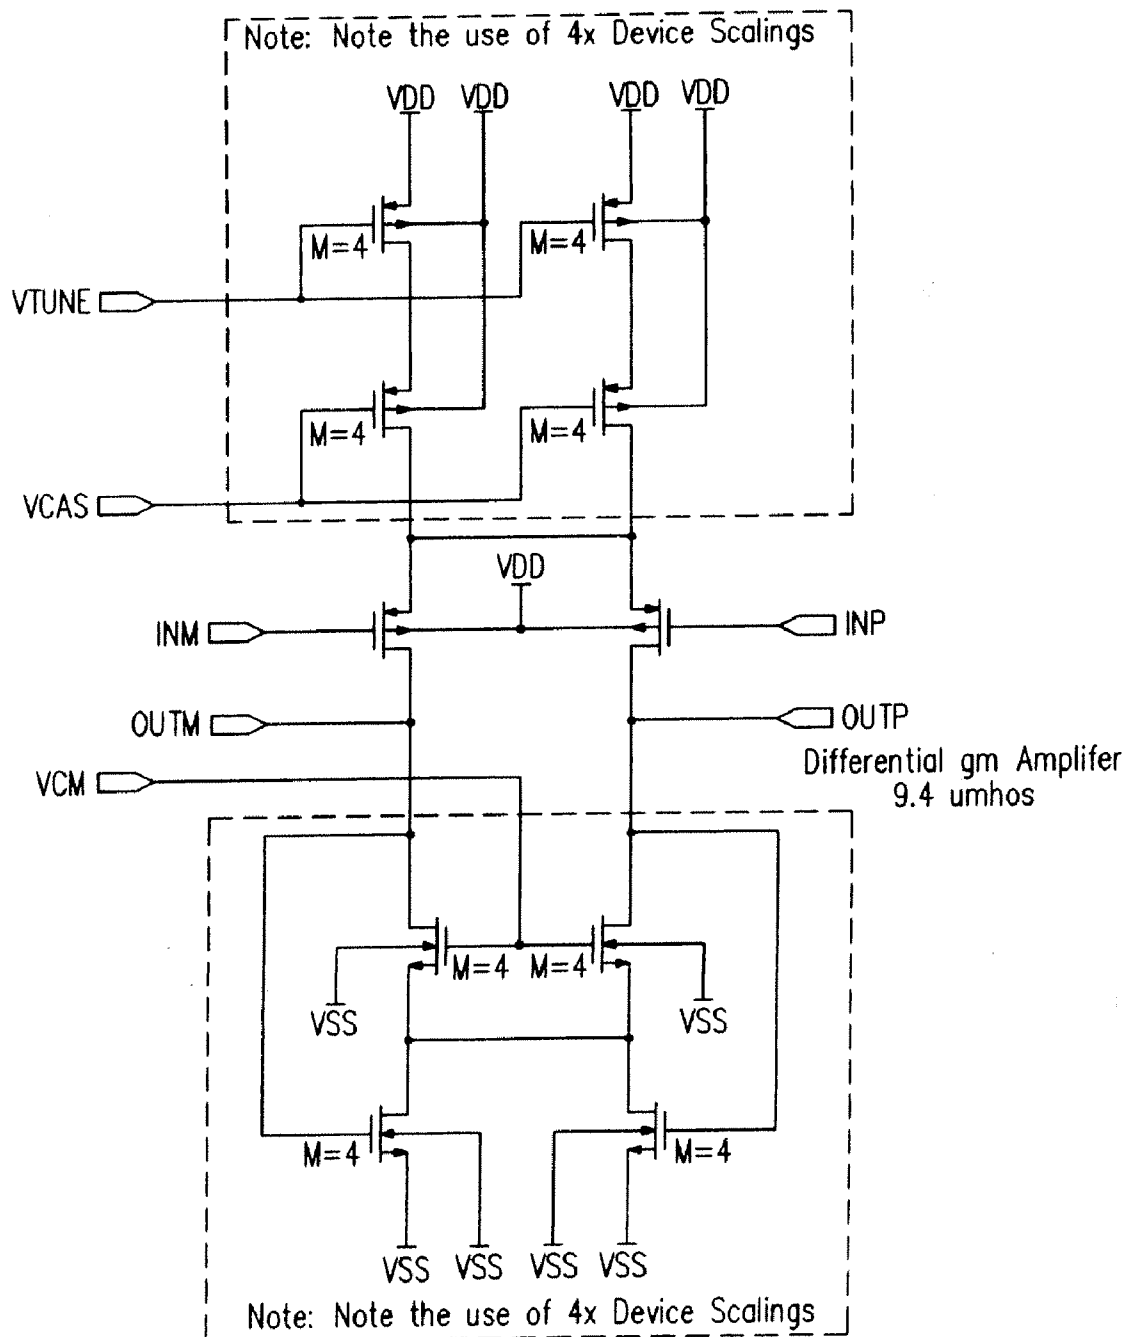 Note: Note the use of 4x Device Scalings
VDD VDD VDD VDD
M=4 M=4
VTUNE
M=4 M=4
VCAS
VDD
INM INP
OUTM OUTP
Differential gm Amplifer
VCM
9.4 umhos
M=4 M=4
VSS VSS
M=4 M=4
VSS VSS VSS VSS
Note: Note the use of 4x Device Scalings